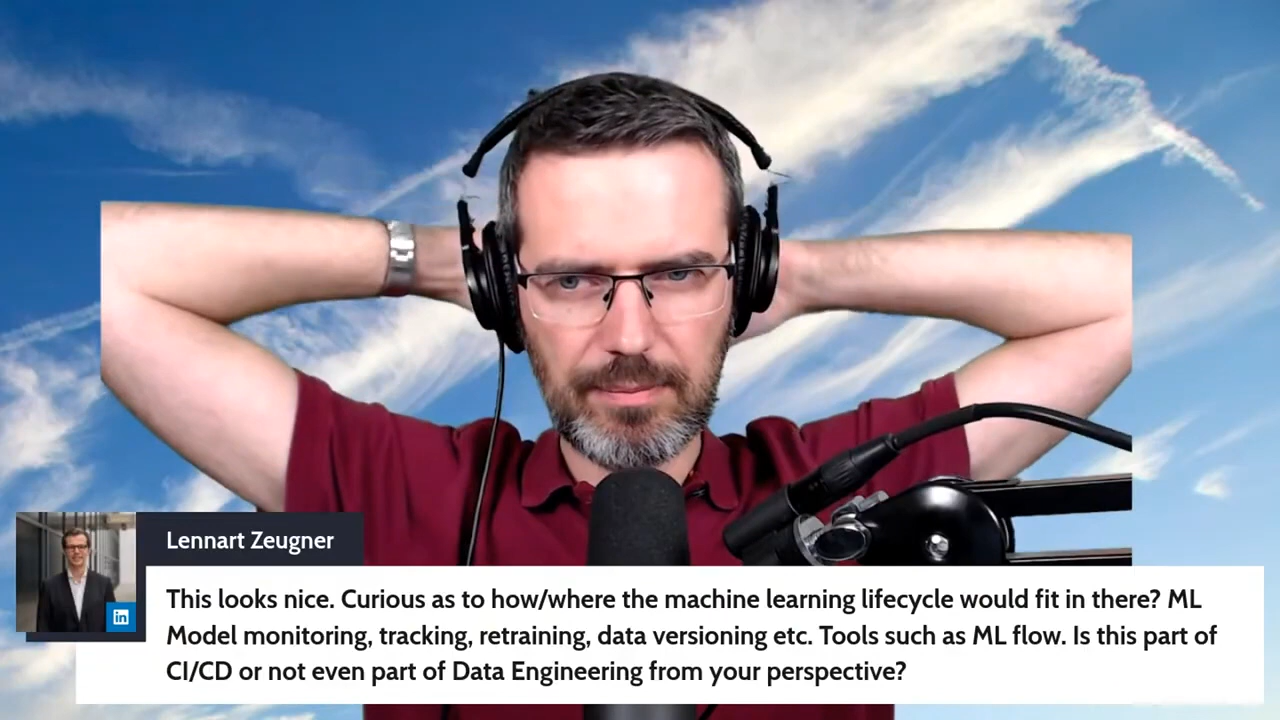 Lennart Zeugner
in
This looks nice. Curious as to how/where the machine learning lifecycle would fit in there? ML
Model monitoring, tracking, retraining, data versioning etc. Tools such as ML flow. Is this part of
CI/CD or not even part of Data Engineering from your perspective?